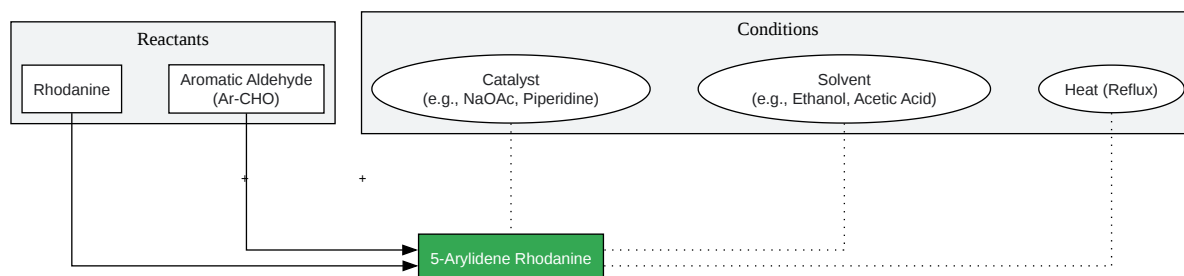 Reactants
Conditions
Rhodanine
Aromatic Aldehyde
(Ar-CHO)
Catalyst
(e.g., NaOAc, Piperidine)
Solvent
(e.g., Ethanol, Acetic Acid)
Heat (Reflux)
+
+
5-Arylidene Rhodanine